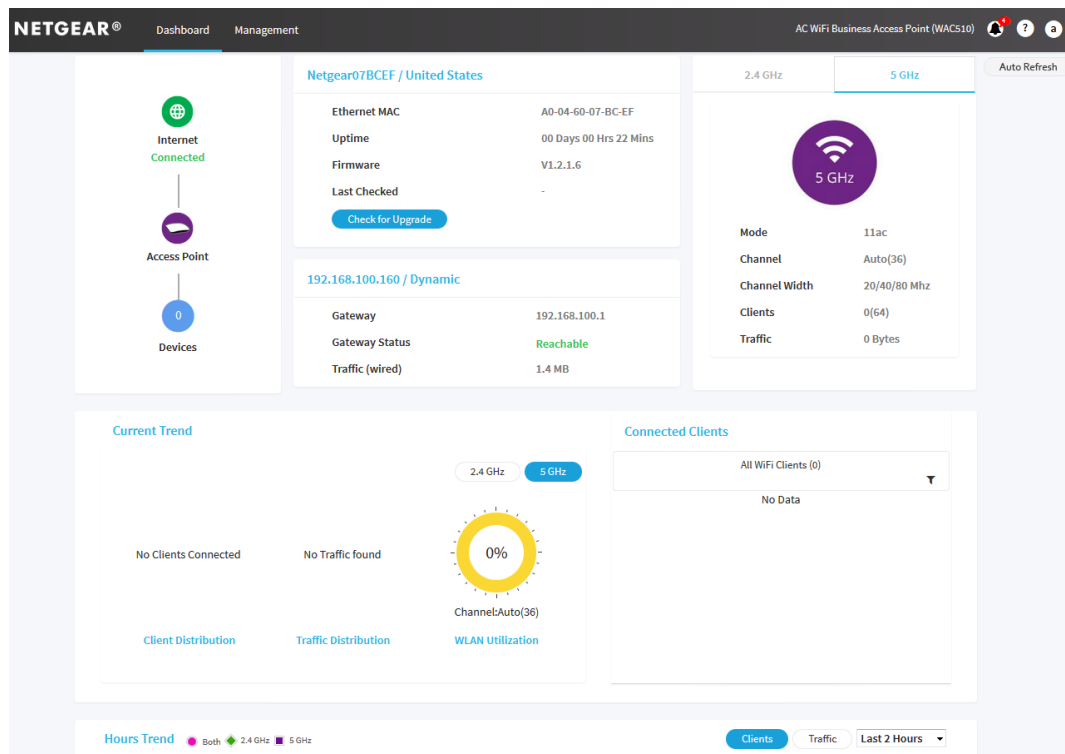 NETGEAR® Dashboard Management AC WiFi Business Access Point (WAC510) ? a
Auto Refresh
Internet
Connected
Access Point
0
Devices
Netgear07BCEF / United States
Ethernet MAC A0-04-60-07-BC-EF
Uptime 00 Days 00 Hrs 22 Mins
Firmware V1.2.1.6
Last Checked -
Check for Upgrade
192.168.100.160 / Dynamic
Gateway 192.168.100.1
Gateway Status Reachable
Traffic (wired) 1.4 MB
2.4 GHz 5 GHz
5 GHz
Mode 11ac
Channel Auto(36)
Channel Width 20/40/80 Mhz
Clients 0(64)
Traffic 0 Bytes
Current Trend
2.4 GHz 5 GHz
No Clients Connected No Traffic found 0%
Channel:Auto(36)
Client Distribution Traffic Distribution WLAN Utilization
Connected Clients
All WiFi Clients (0)
No Data
Hours Trend Both 2.4 GHz 5 GHz Clients Traffic Last 2 Hours